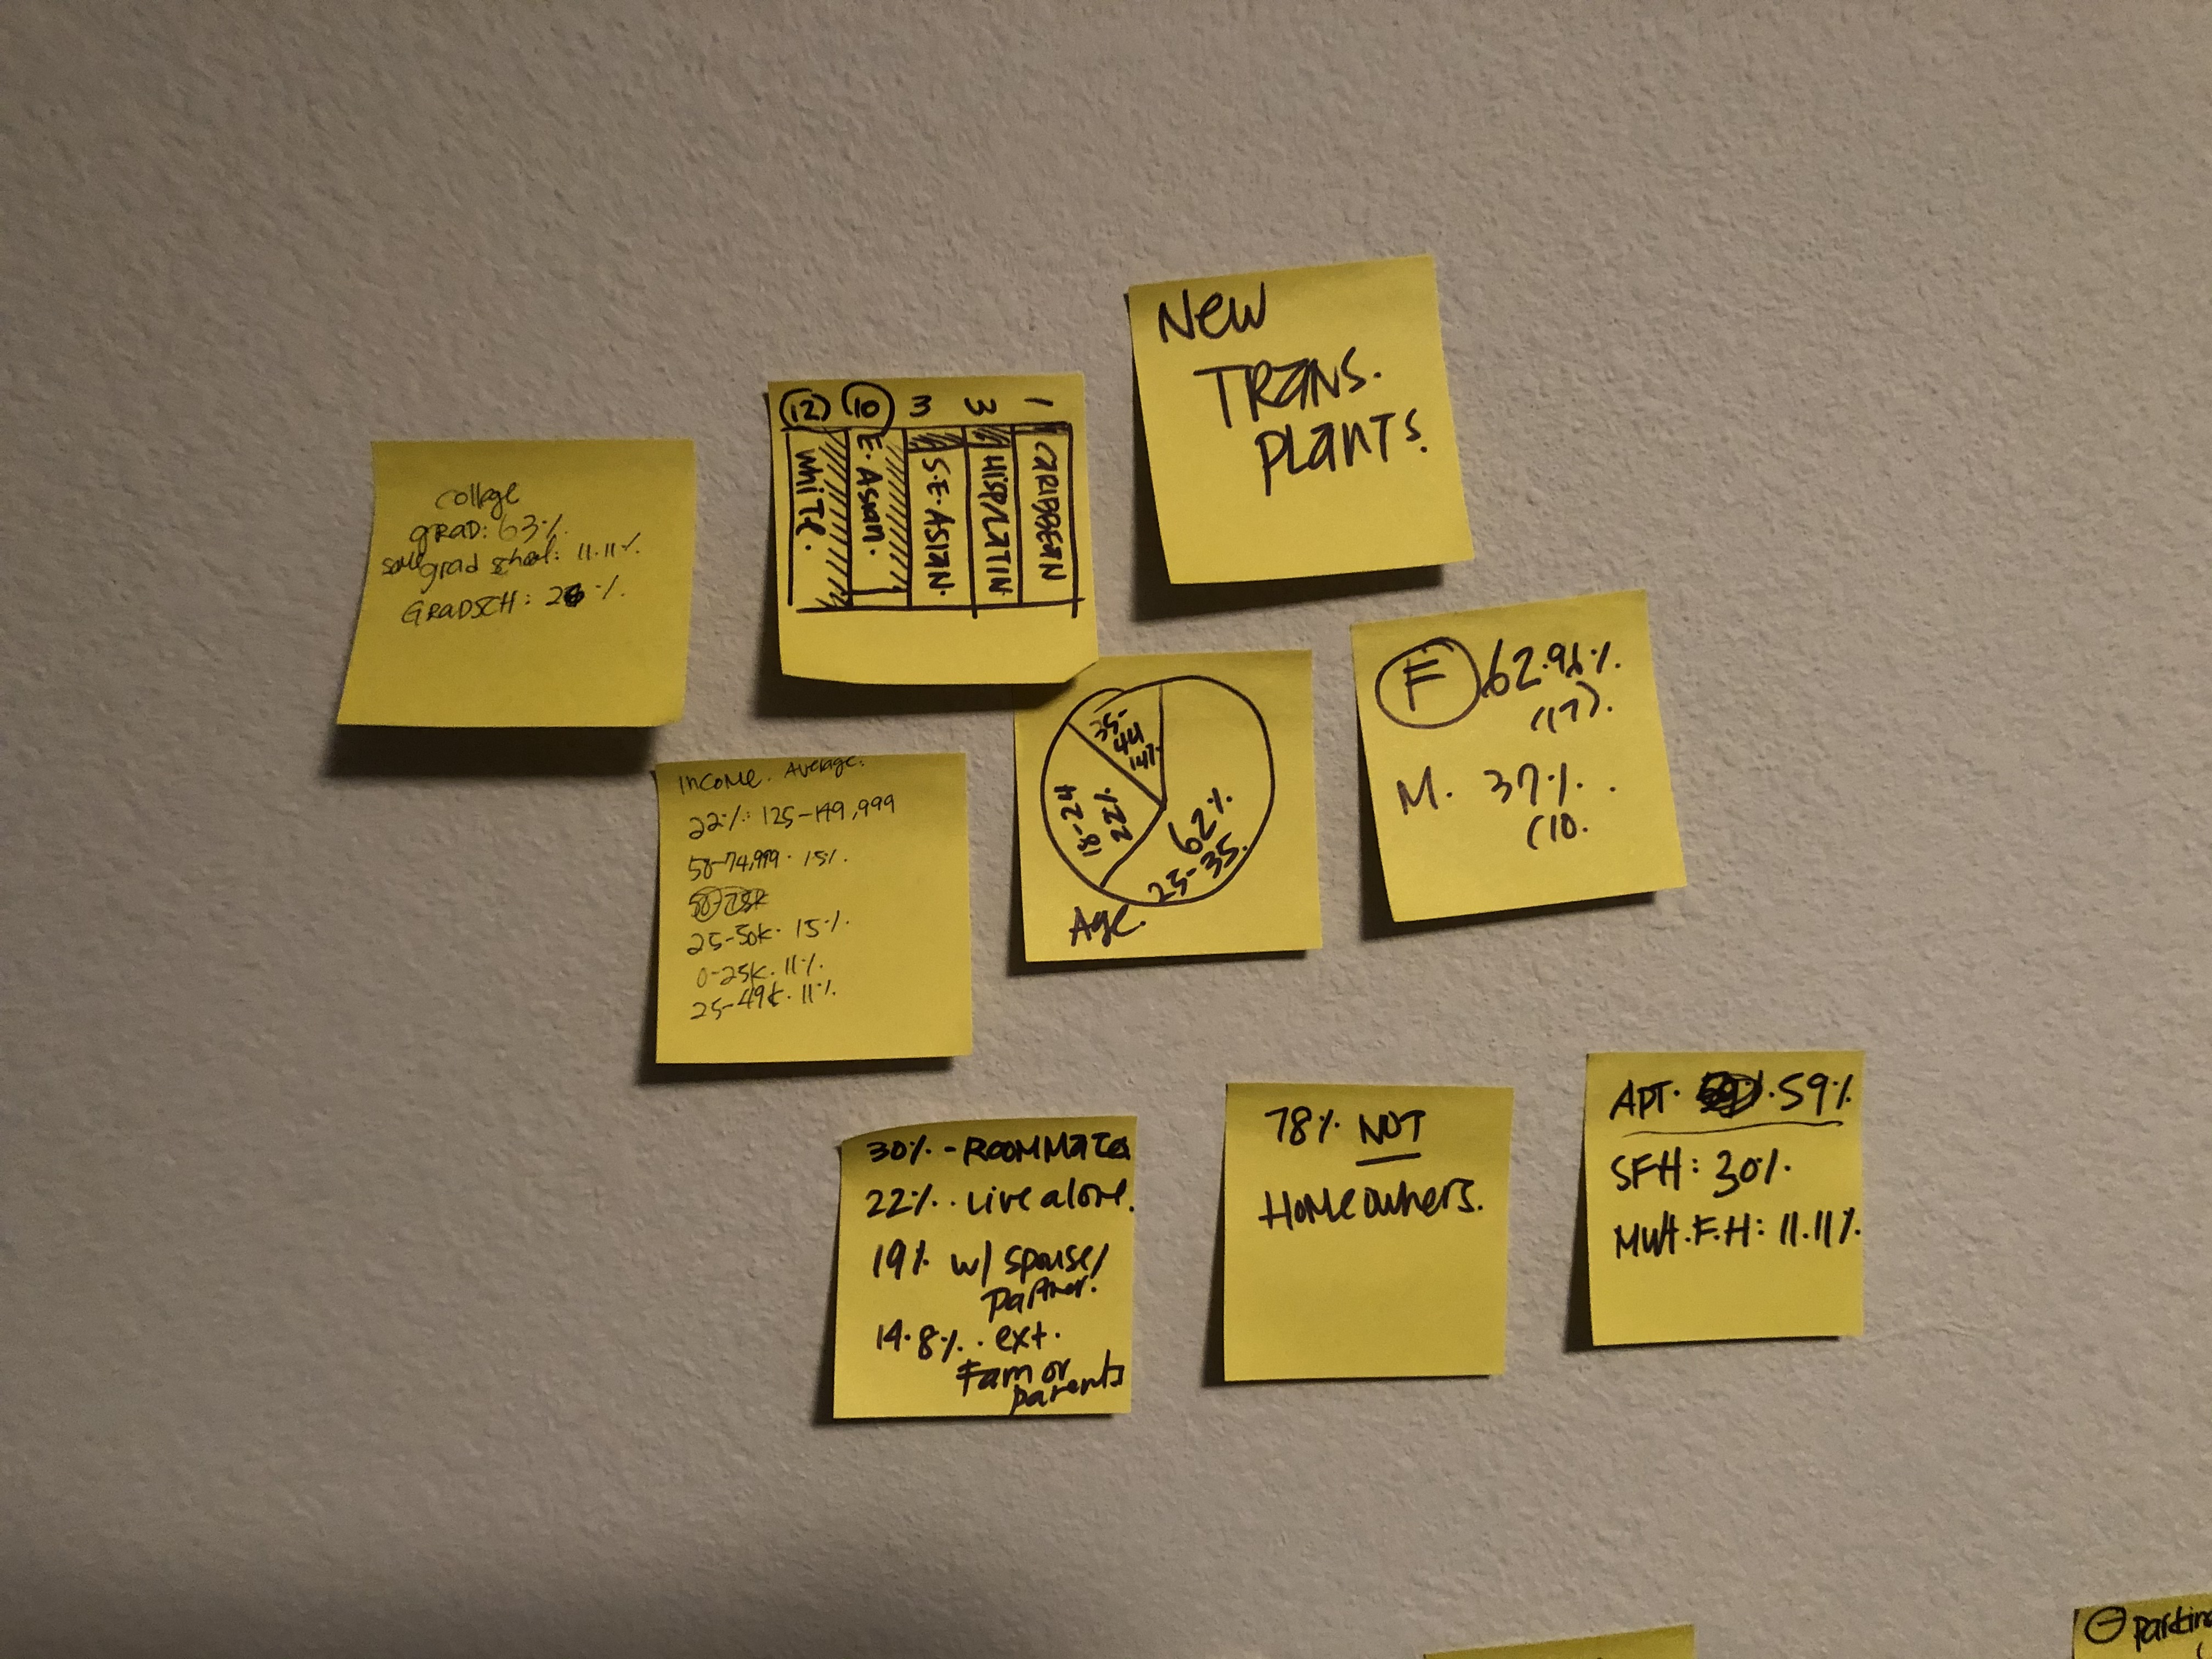 New
TRANS.
PLANTS.
12 10 3 3 1
WHITE.
E. Asian.
S.E. ASIAN.
HISP/LATIN.
CARIBBEAN
college
GRAD: 63%.
some grad school: 11.11%
GRADSCH: 2 %.
F 62.96%.
(17).
M. 37%.
(10.
35-
44
14%
18-24
22%
62%
25-35.
Age.
INCOME. Average.
22%: 125-149,999
50-74,999. 15%.
25-50k. 15%.
0-25k. 11%.
25-49k. 11%.
30%. - ROOMMATES
22%.. Live alone.
19% w/ spouse/
partner.
14.8%.. ext.
Fam or
parents
78% NOT
Homeowners.
APT. 59%
SFH: 30%.
Mult.F.H: 11.11%.
parking